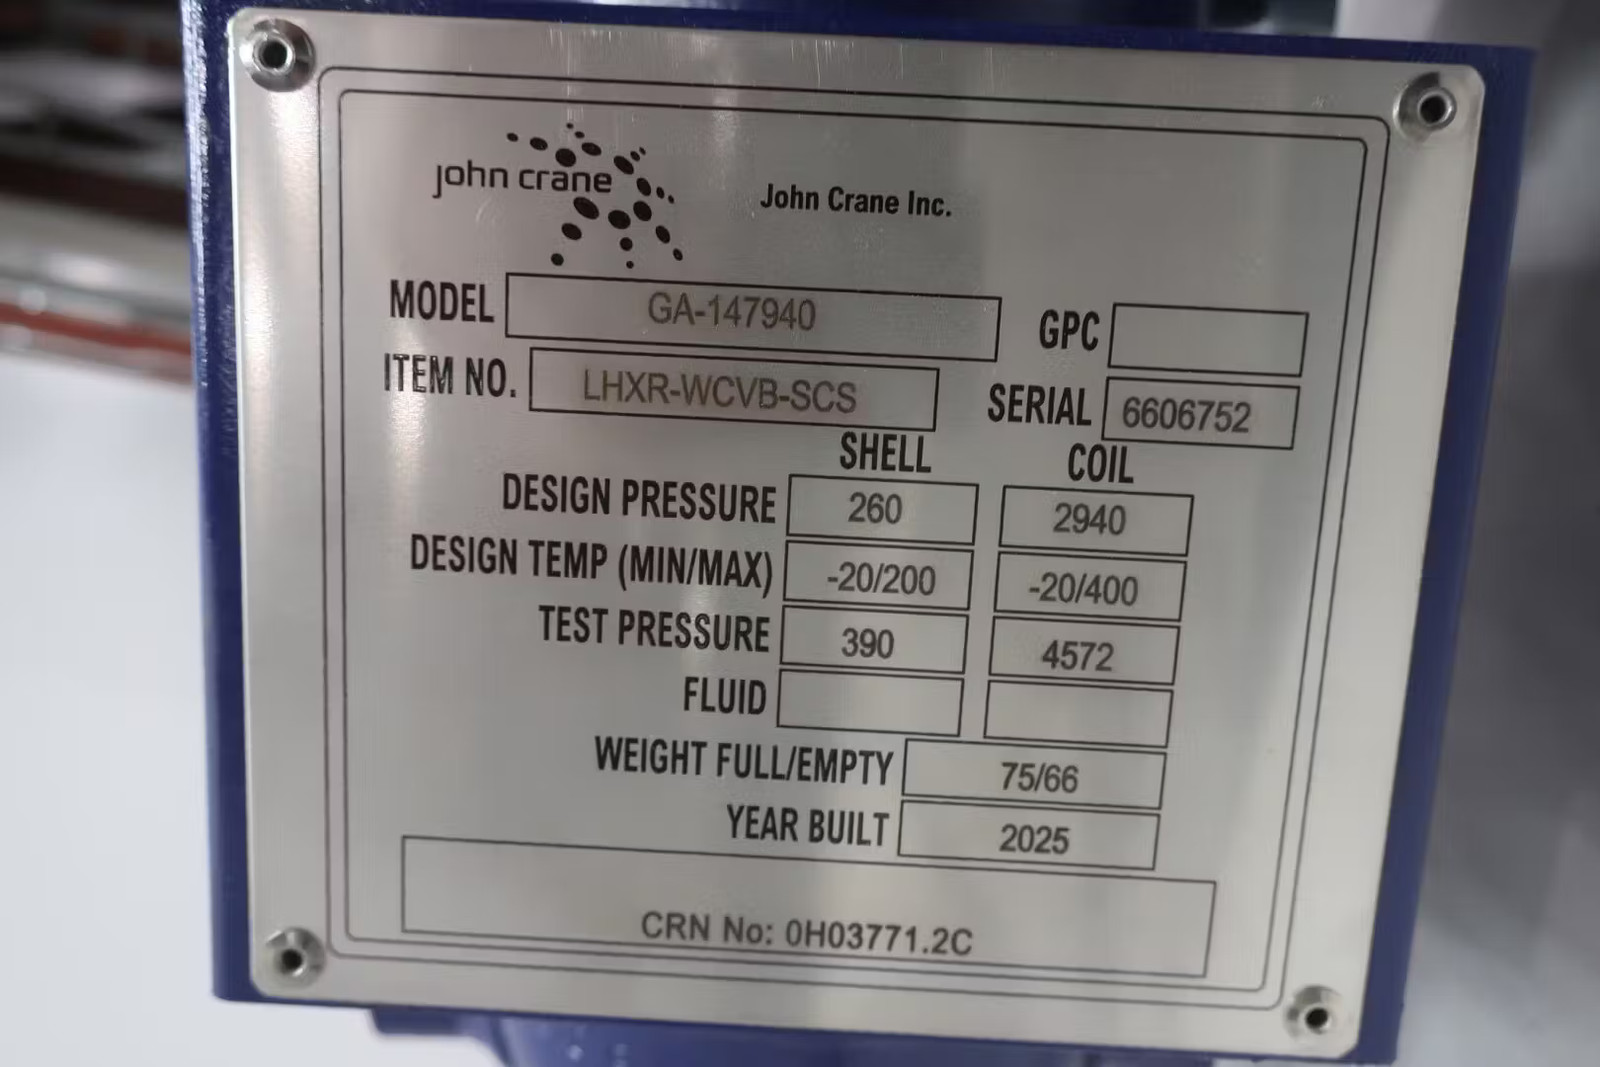 john crane
John Crane Inc.
MODEL GA-147940 GPC
ITEM NO. LHXR-WCVB-SCS SERIAL 6606752
SHELL COIL
DESIGN PRESSURE 260 2940
DESIGN TEMP (MIN/MAX) -20/200 -20/400
TEST PRESSURE 390 4572
FLUID
WEIGHT FULL/EMPTY 75/66
YEAR BUILT 2025
CRN No: 0H03771.2C